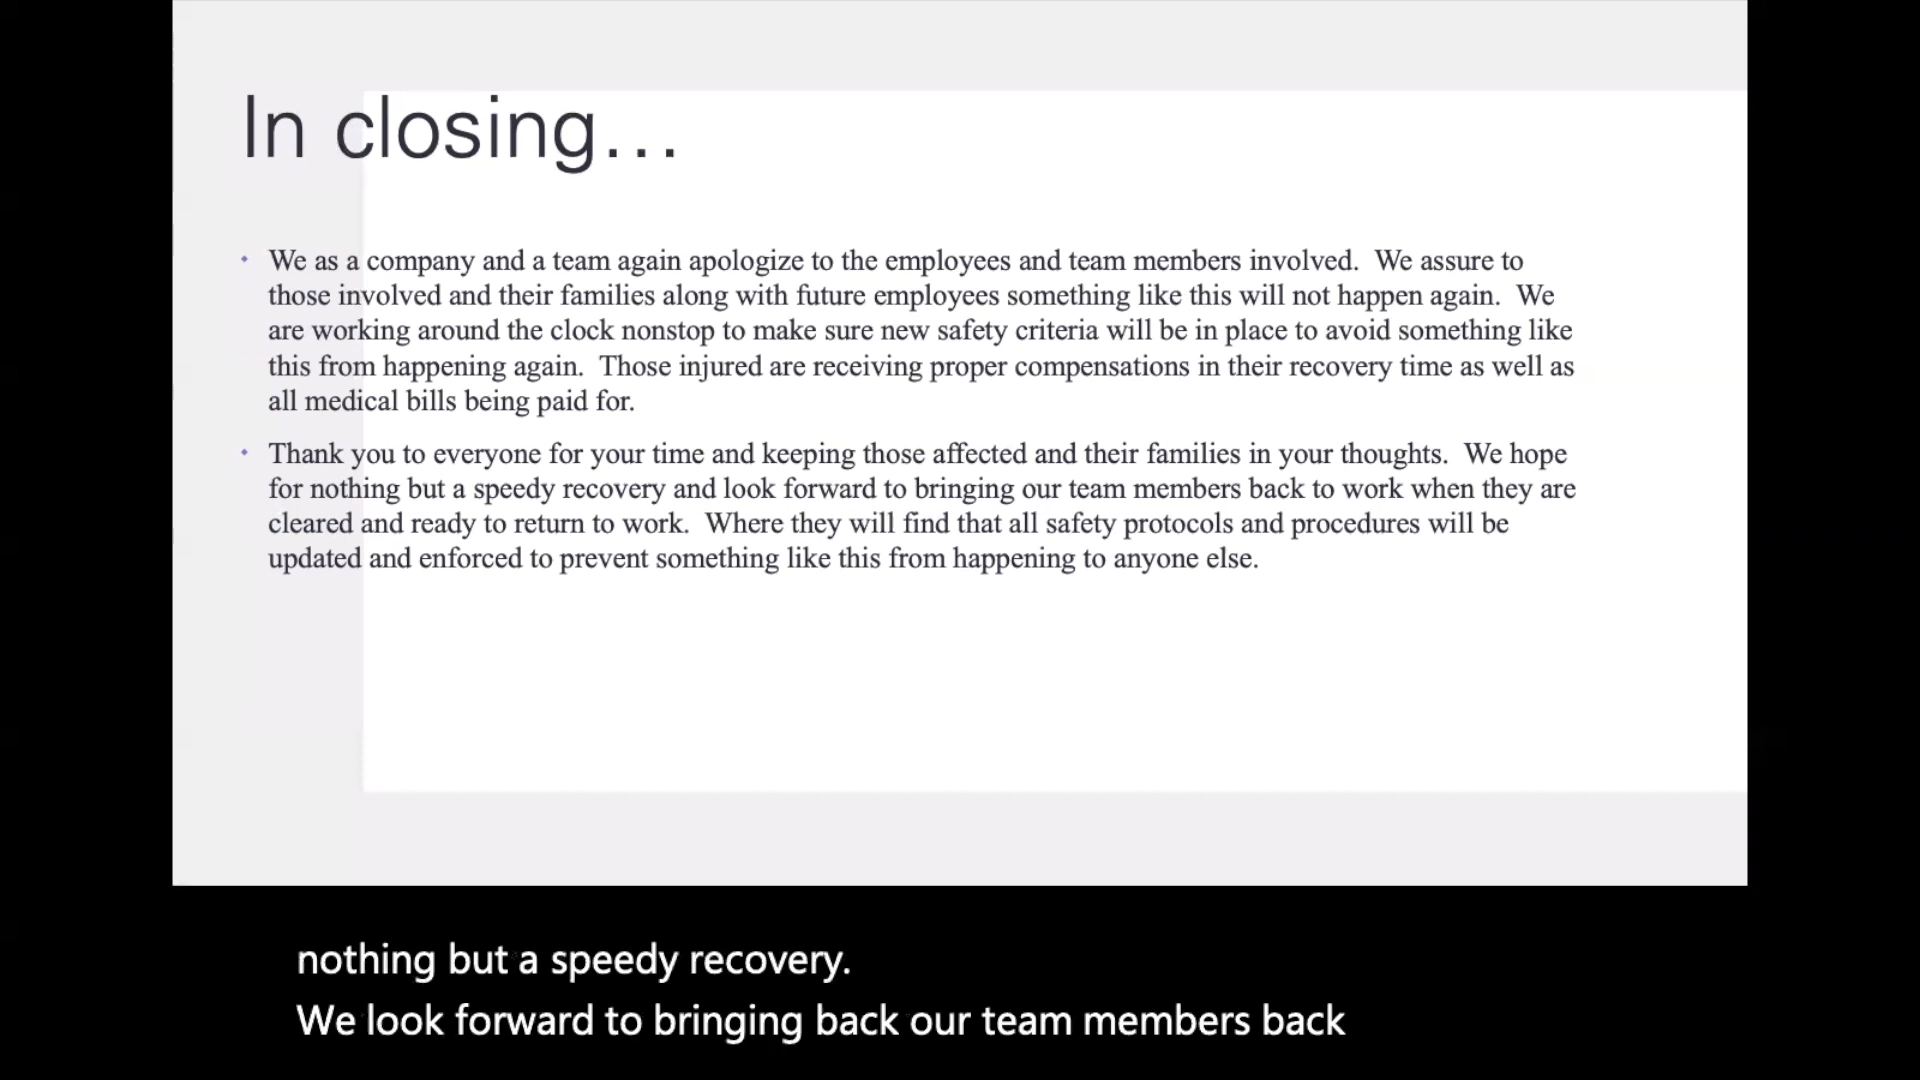 In closing…
We as a company and a team again apologize to the employees and team members involved.  We assure to
those involved and their families along with future employees something like this will not happen again.  We
are working around the clock nonstop to make sure new safety criteria will be in place to avoid something like
this from happening again.  Those injured are receiving proper compensations in their recovery time as well as
all medical bills being paid for.
Thank you to everyone for your time and keeping those affected and their families in your thoughts.  We hope
for nothing but a speedy recovery and look forward to bringing our team members back to work when they are
cleared and ready to return to work.  Where they will find that all safety protocols and procedures will be
updated and enforced to prevent something like this from happening to anyone else.
nothing but a speedy recovery.
We look forward to bringing back our team members back